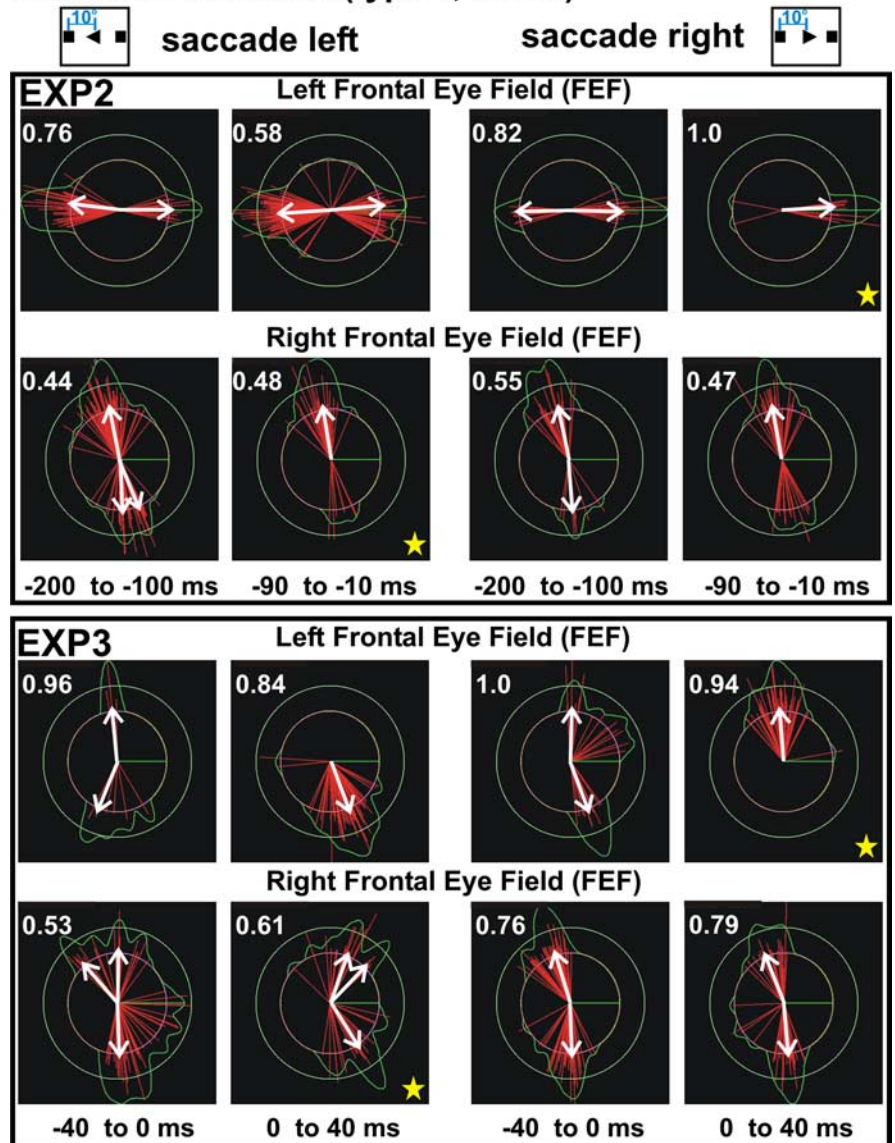 10° 10°
saccade left saccade right
EXP2 Left Frontal Eye Field (FEF)
0.76 0.58 0.82 1.0
Right Frontal Eye Field (FEF)
0.44 0.48 0.55 0.47
-200 to -100 ms -90 to -10 ms -200 to -100 ms -90 to -10 ms
EXP3 Left Frontal Eye Field (FEF)
0.96 0.84 1.0 0.94
Right Frontal Eye Field (FEF)
0.53 0.61 0.76 0.79
-40 to 0 ms 0 to 40 ms -40 to 0 ms 0 to 40 ms